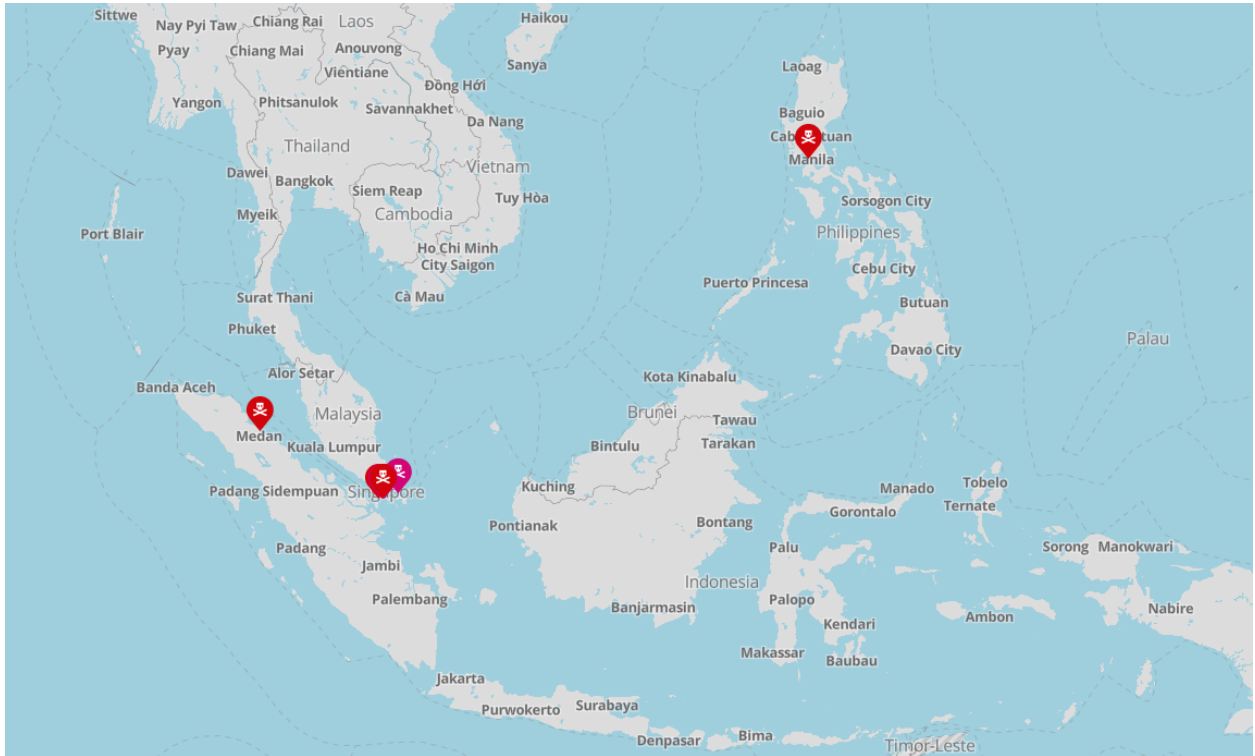 Sittwe
Nay Pyi Taw
Chiang Rai
Laos
Haikou
Pyay
Chiang Mai
Anouvong
Vientiane
Sanya
Laoag
Yangon
Phitsanulok
Savannakhet
Đồng Hới
Da Nang
Baguio
Thailand
Manila
Dawei
Bangkok
Siem Reap
Vietnam
Tuy Hòa
Myeik
Cambodia
Sorsogon City
Port Blair
Philippines
Ho Chi Minh
City Saigon
Cebu City
Puerto Princesa
Surat Thani
Cà Mau
Butuan
Phuket
Palau
Davao City
Alor Setar
Kota Kinabalu
Banda Aceh
Malaysia
Brunei
Tawau
Medan
Kuala Lumpur
Bintulu
Tarakan
Padang Sidempuan
Singapore
Kuching
Manado
Tobelo
Ternate
Gorontalo
Pontianak
Bontang
Padang
Palu
Sorong
Manokwari
Jambi
Indonesia
Palembang
Banjarmasin
Palopo
Ambon
Nabire
Kendari
Makassar
Baubau
Jakarta
Purwokerto
Surabaya
Denpasar
Bima
Timor-Leste